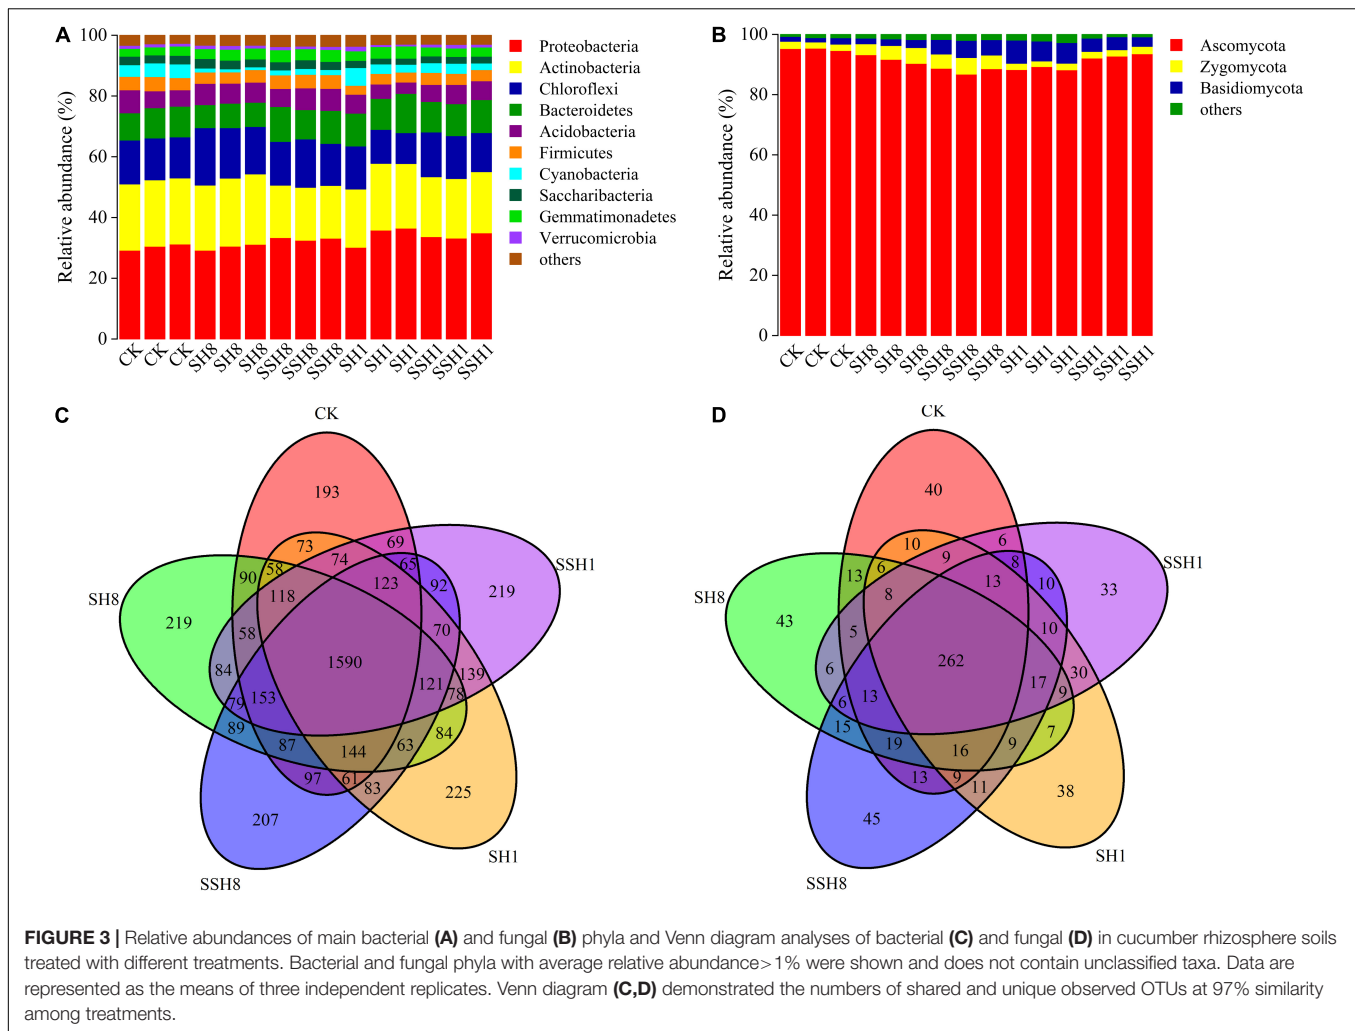 A
Relative abundance (%)
100
80
60
40
20
0
CK CK CK SH8 SH8 SH8 SSH8 SSH8 SSH8 SH1 SH1 SH1 SSH1 SSH1 SSH1
Proteobacteria
Actinobacteria
Chloroflexi
Bacteroidetes
Acidobacteria
Firmicutes
Cyanobacteria
Saccharibacteria
Gemmatimonadetes
Verrucomicrobia
others
B
Relative abundance (%)
100
80
60
40
20
0
CK CK CK SH8 SH8 SH8 SSH8 SSH8 SSH8 SH1 SH1 SH1 SSH1 SSH1 SSH1
Ascomycota
Zygomycota
Basidiomycota
others
C
CK
193
73
69
74
65
SSH1
90
58
123
92
219
SH8
118
219
58
70
1590
84
139
121
79
153
78
89
87
84
144
63
97
61
83
225
207
SH1
SSH8
D
CK
40
10
6
9
8
SSH1
13
6
13
10
33
SH8
8
43
5
10
262
6
30
17
6
13
9
15
19
7
16
9
13
9
11
38
45
SH1
SSH8
FIGURE 3 | Relative abundances of main bacterial (A) and fungal (B) phyla and Venn diagram analyses of bacterial (C) and fungal (D) in cucumber rhizosphere soils
treated with different treatments. Bacterial and fungal phyla with average relative abundance>1% were shown and does not contain unclassified taxa. Data are
represented as the means of three independent replicates. Venn diagram (C,D) demonstrated the numbers of shared and unique observed OTUs at 97% similarity
among treatments.